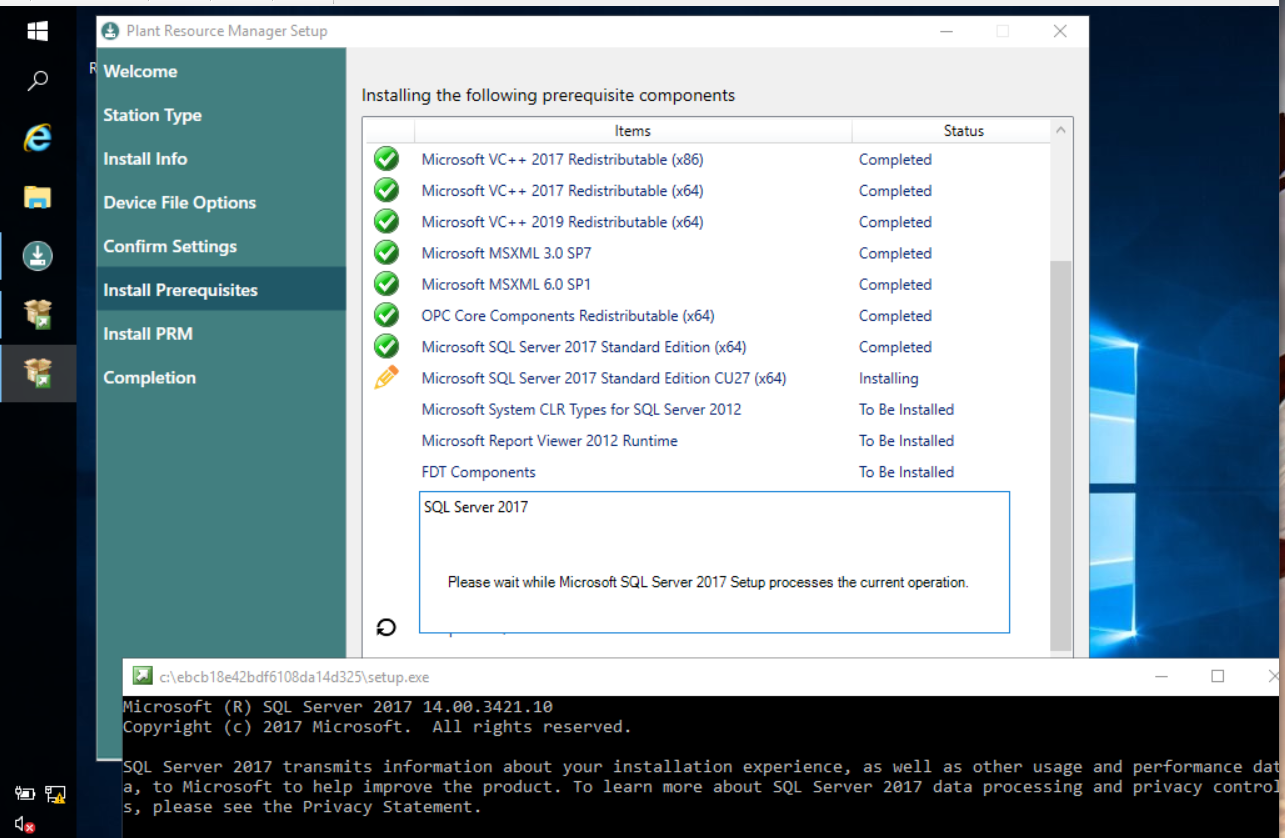 Plant Resource Manager Setup
R
Welcome
Station Type
Install Info
Device File Options
Confirm Settings
Install Prerequisites
Install PRM
Completion
Installing the following prerequisite components
Items Status
Microsoft VC++ 2017 Redistributable (x86) Completed
Microsoft VC++ 2017 Redistributable (x64) Completed
Microsoft VC++ 2019 Redistributable (x64) Completed
Microsoft MSXML 3.0 SP7 Completed
Microsoft MSXML 6.0 SP1 Completed
OPC Core Components Redistributable (x64) Completed
Microsoft SQL Server 2017 Standard Edition (x64) Completed
Microsoft SQL Server 2017 Standard Edition CU27 (x64) Installing
Microsoft System CLR Types for SQL Server 2012 To Be Installed
Microsoft Report Viewer 2012 Runtime To Be Installed
FDT Components To Be Installed
SQL Server 2017
Please wait while Microsoft SQL Server 2017 Setup processes the current operation.
c:\ebcb18e42bdf6108da14d325\setup.exe
Microsoft (R) SQL Server 2017 14.00.3421.10
Copyright (c) 2017 Microsoft.  All rights reserved.
SQL Server 2017 transmits information about your installation experience, as well as other usage and performance dat
a, to Microsoft to help improve the product. To learn more about SQL Server 2017 data processing and privacy control
s, please see the Privacy Statement.